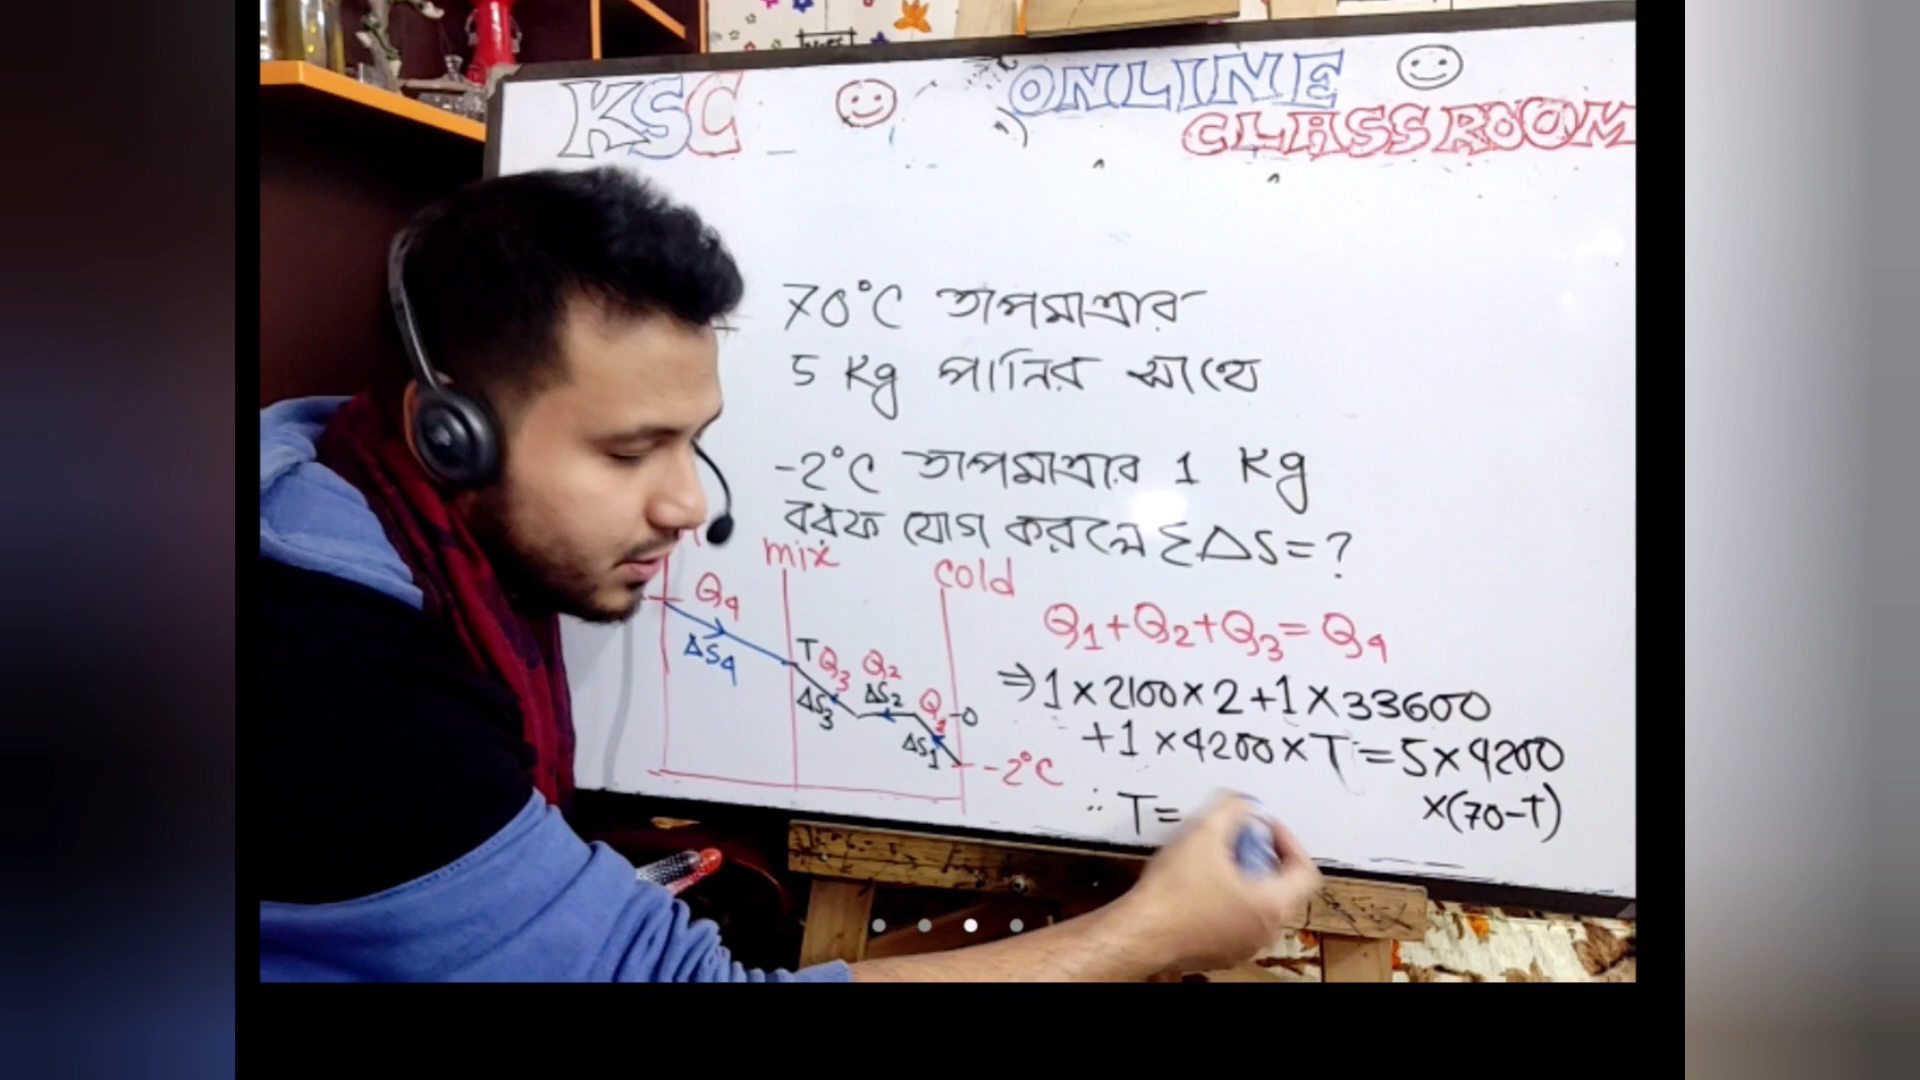 KSC
ONLINE
CLASSROOM
70°C তাপমাত্রার
5 Kg পানির সাথে
-2°C তাপমাত্রার 1 Kg
বরফ যোগ করলে ΣΔS=?
mix
cold
Q4
ΔS4
T
Q3
ΔS3
Q2
ΔS2
Q1
ΔS1
0
-2°C
Q1+Q2+Q3=Q4
⇒1×2100×2+1×33600
+1×4200×T=5×4200
×(70-T)
∴ T=